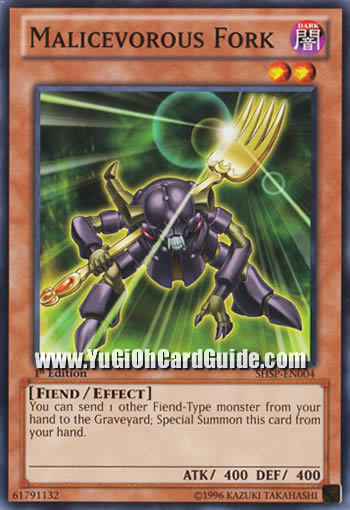 MALICEVOROUS FORK
DARK
闇
www.YuGiOhCardGuide.com
1st Edition
SHSP-EN004
[FIEND / EFFECT]
You can send 1 other Fiend-Type monster from
your hand to the Graveyard; Special Summon this card from
your hand.
ATK/ 400 DEF/ 400
61791132
©1996 KAZUKI TAKAHASHI